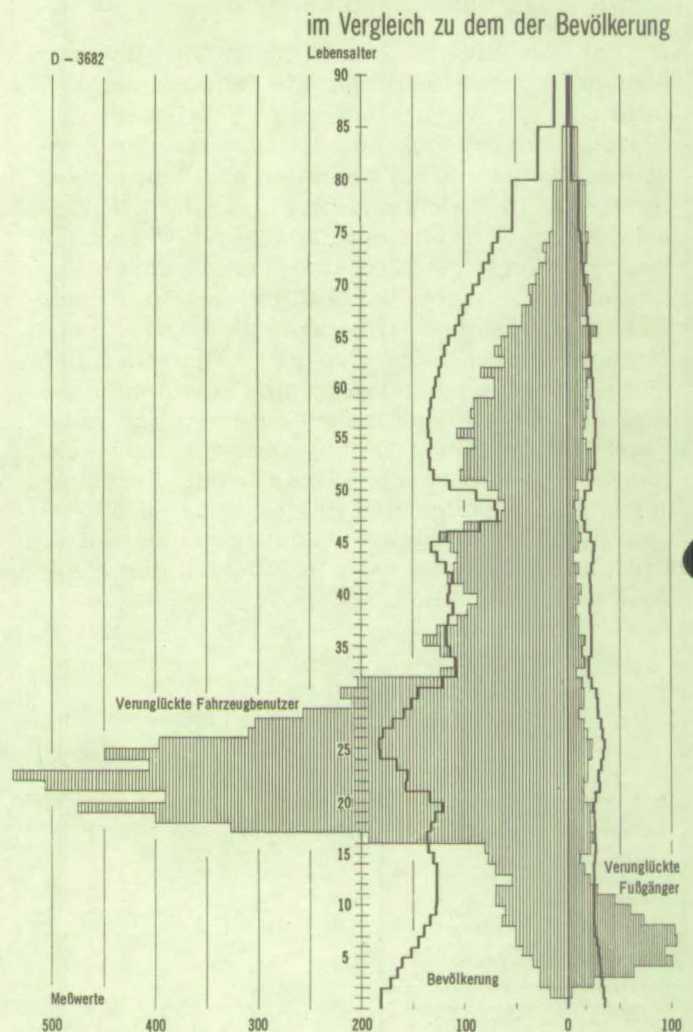 im Vergleich zu dem der Bevölkerung
D – 3682
Lebensalter
90
85
80
75
70
65
60
55
50
45
40
35
30
Verunglückte Fahrzeugbenutzer
25
20
15
Verunglückte
Fußgänger
10
5
Bevölkerung
Meßwerte
500 400 300 200 100 0 100